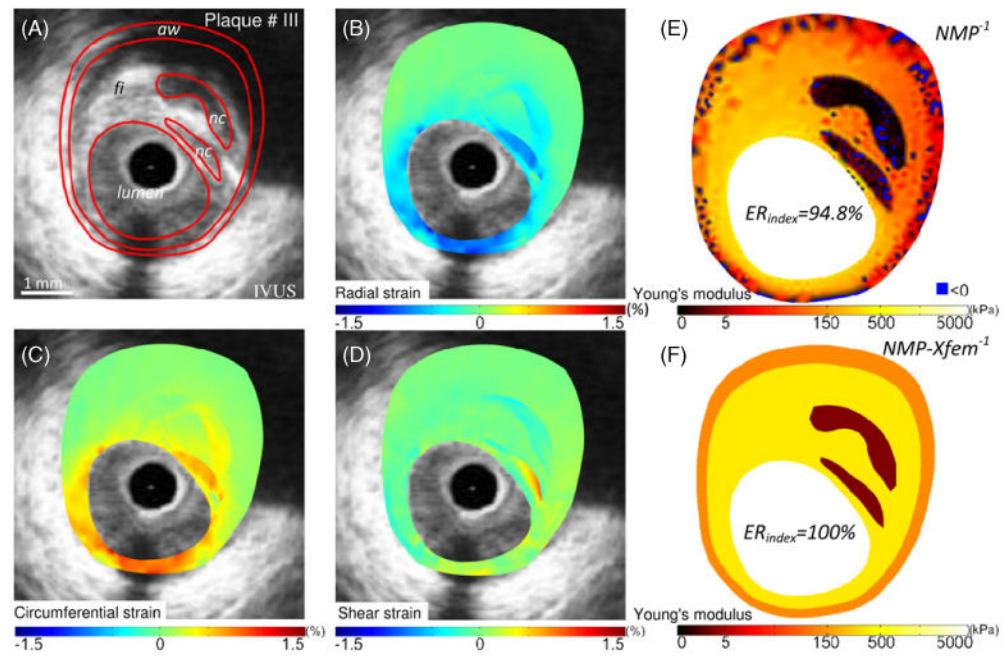 (A)
Plaque # III
aw
fi
nc
nc
lumen
1 mm
IVUS
(B)
Radial strain
(%)
-1.5
0
1.5
(E)
NMP⁻¹
ERindex=94.8%
<0
Young's modulus
(kPa)
0
5
150
500
5000
(C)
Circumferential strain
(%)
-1.5
0
1.5
(D)
Shear strain
(%)
-1.5
0
1.5
(F)
NMP-Xfem⁻¹
ERindex=100%
Young's modulus
(kPa)
0
5
150
500
5000